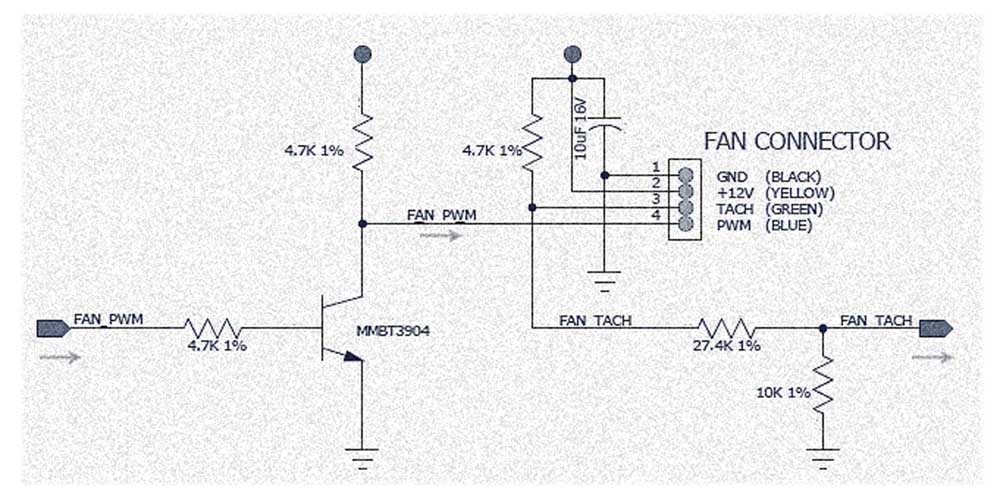 4.7K 1%
4.7K 1%
10uF 16V
FAN CONNECTOR
1 GND (BLACK)
2 +12V (YELLOW)
3 TACH (GREEN)
4 PWM (BLUE)
FAN_PWM
FAN_PWM
4.7K 1%
MMBT3904
FAN_TACH
27.4K 1%
FAN_TACH
10K 1%